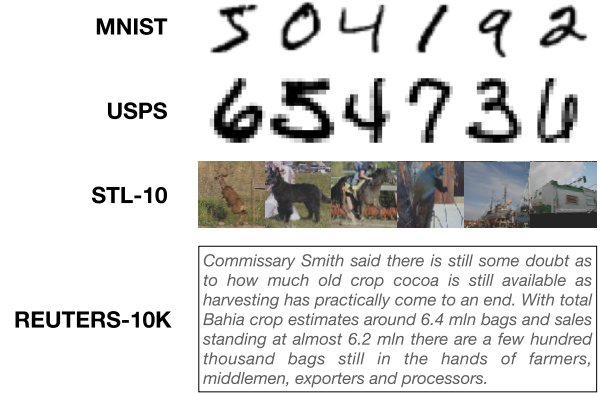 MNIST
5 0 4 1 9 2
USPS
6 5 4 7 3 6
STL-10
REUTERS-10K
Commissary Smith said there is still some doubt as
to how much old crop cocoa is still available as
harvesting has practically come to an end. With total
Bahia crop estimates around 6.4 mln bags and sales
standing at almost 6.2 mln there are a few hundred
thousand bags still in the hands of farmers,
middlemen, exporters and processors.